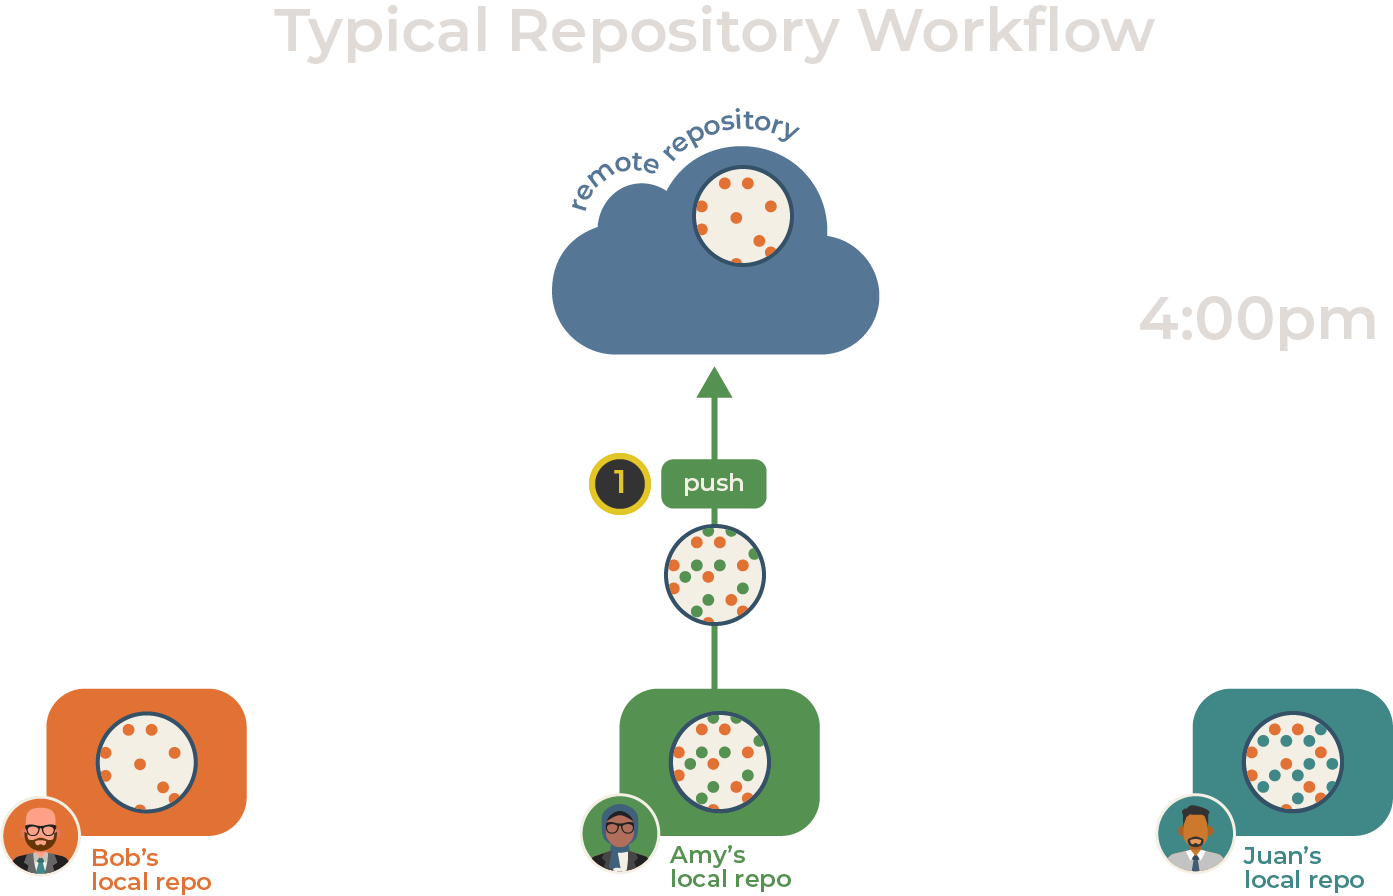 Typical Repository Workflow
remote repository
4:00pm
1
push
Bob's
local repo
Amy's
local repo
Juan's
local repo